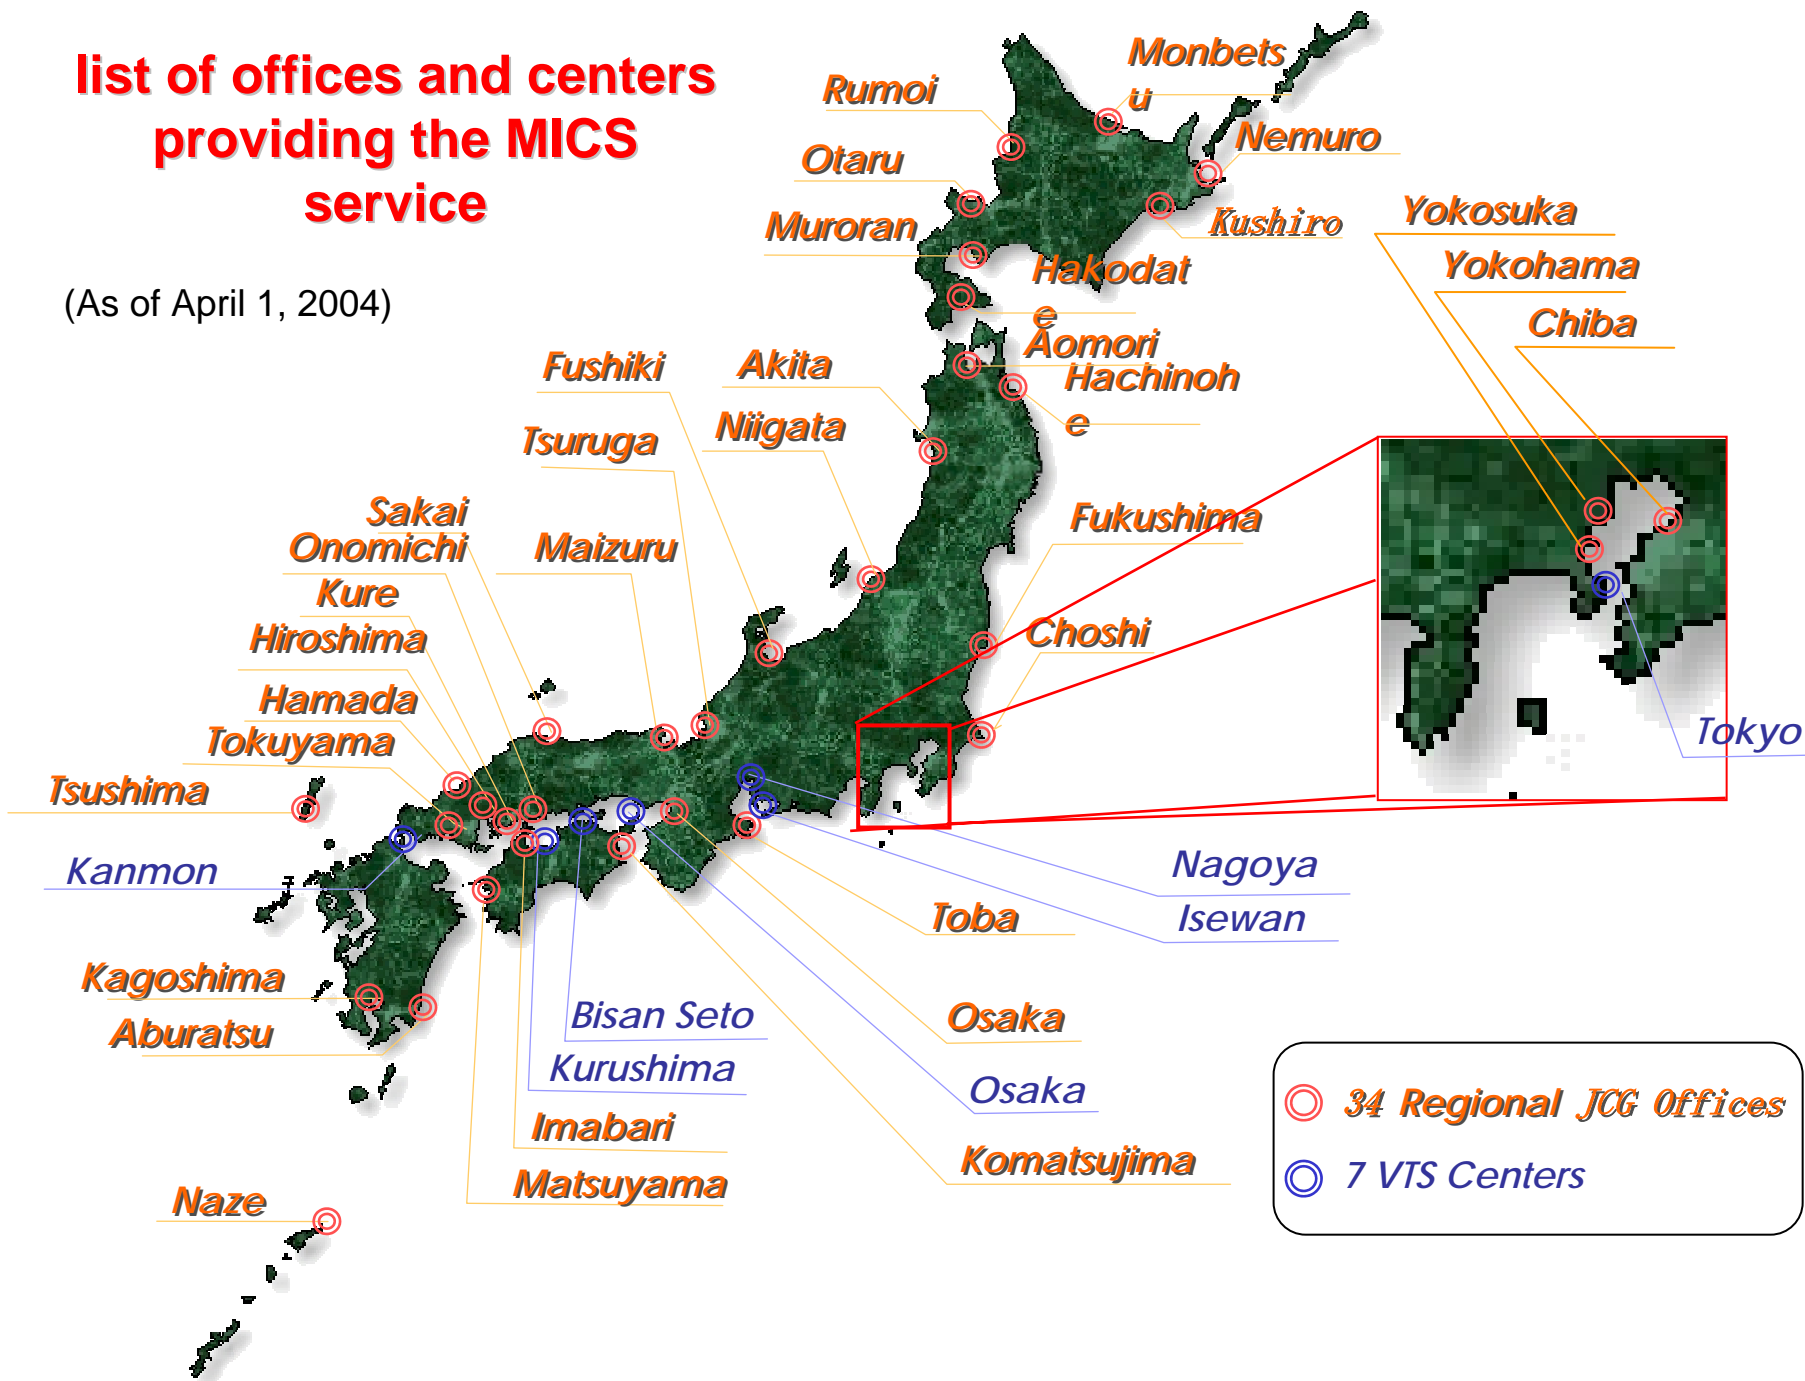 list of offices and centers
providing the MICS
service
(As of April 1, 2004)
Monbets
u
Rumoi
Nemuro
Otaru
Kushiro
Muroran
Hakodat
e
Yokosuka
Yokohama
Chiba
Aomori
Hachinoh
e
Fushiki
Akita
Tsuruga
Niigata
Sakai
Onomichi
Maizuru
Fukushima
Kure
Hiroshima
Choshi
Hamada
Tokuyama
Tsushima
Tokyo
Kanmon
Nagoya
Toba
Isewan
Kagoshima
Aburatsu
Bisan Seto
Osaka
Kurushima
Osaka
Imabari
Matsuyama
Komatsujima
Naze
34 Regional JCG Offices
7 VTS Centers